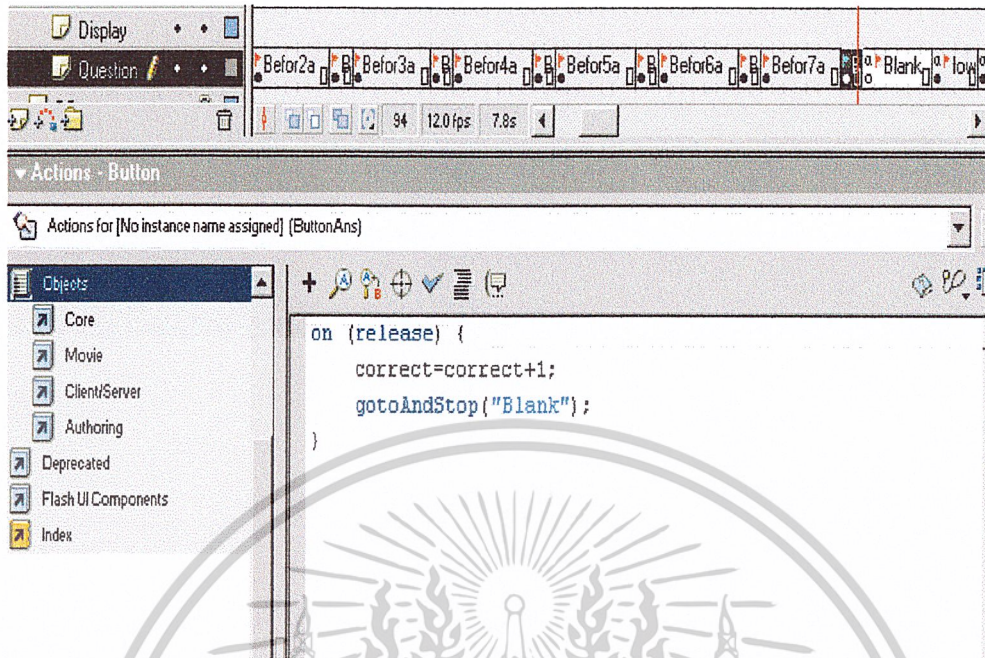 Display
Question
Befor2a B Befor3a B Befor4a B Befor5a B Befor6a B Befor7a Blank low
94 12.0 fps 7.8s
Actions - Button
Actions for [No instance name assigned] (ButtonAns)
Objects
Core
Movie
Client/Server
Authoring
Deprecated
Flash UI Components
Index
on (release) {
correct=correct+1;
gotoAndStop("Blank");
}